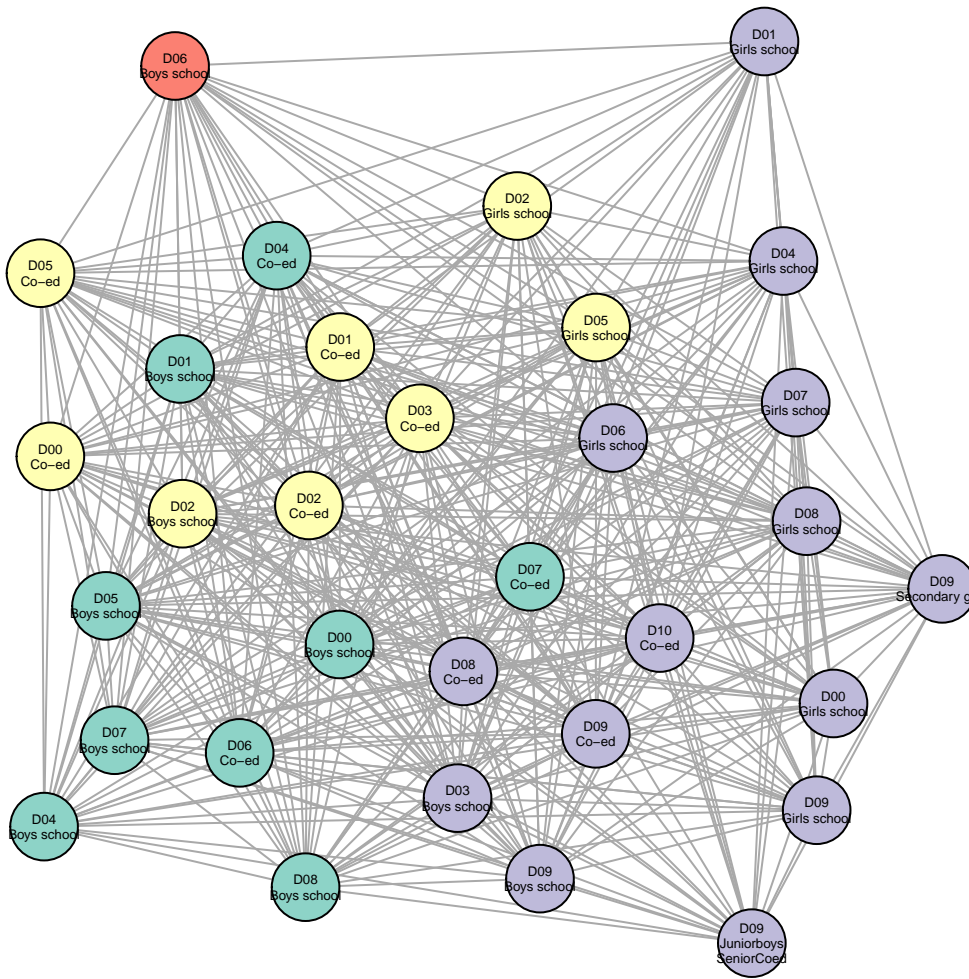 D01
Girls school
D06
Boys school
D02
Girls school
D04
Co−ed
D04
Girls school
D05
Co−ed
D05
Girls school
D01
Co−ed
D01
Boys school
D07
Girls school
D03
Co−ed
D06
Girls school
D00
Co−ed
D02
Co−ed
D02
Boys school
D08
Girls school
D07
Co−ed
D09
Secondary g
D05
Boys school
D10
Co−ed
D00
Boys school
D08
Co−ed
D00
Girls school
D09
Co−ed
D07
Boys school
D06
Co−ed
D03
Boys school
D09
Girls school
D04
Boys school
D09
Boys school
D08
Boys school
D09
Juniorboys
SeniorCoed